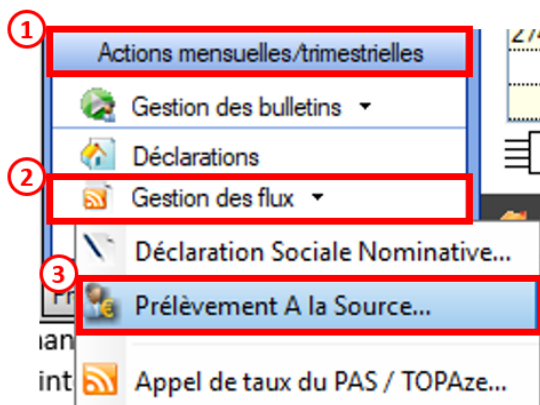 1
274
Actions mensuelles/trimestrielles
Gestion des bulletins
Déclarations
2
Gestion des flux
Déclaration Sociale Nominative...
3
Prélèvement A la Source...
Appel de taux du PAS / TOPAze...